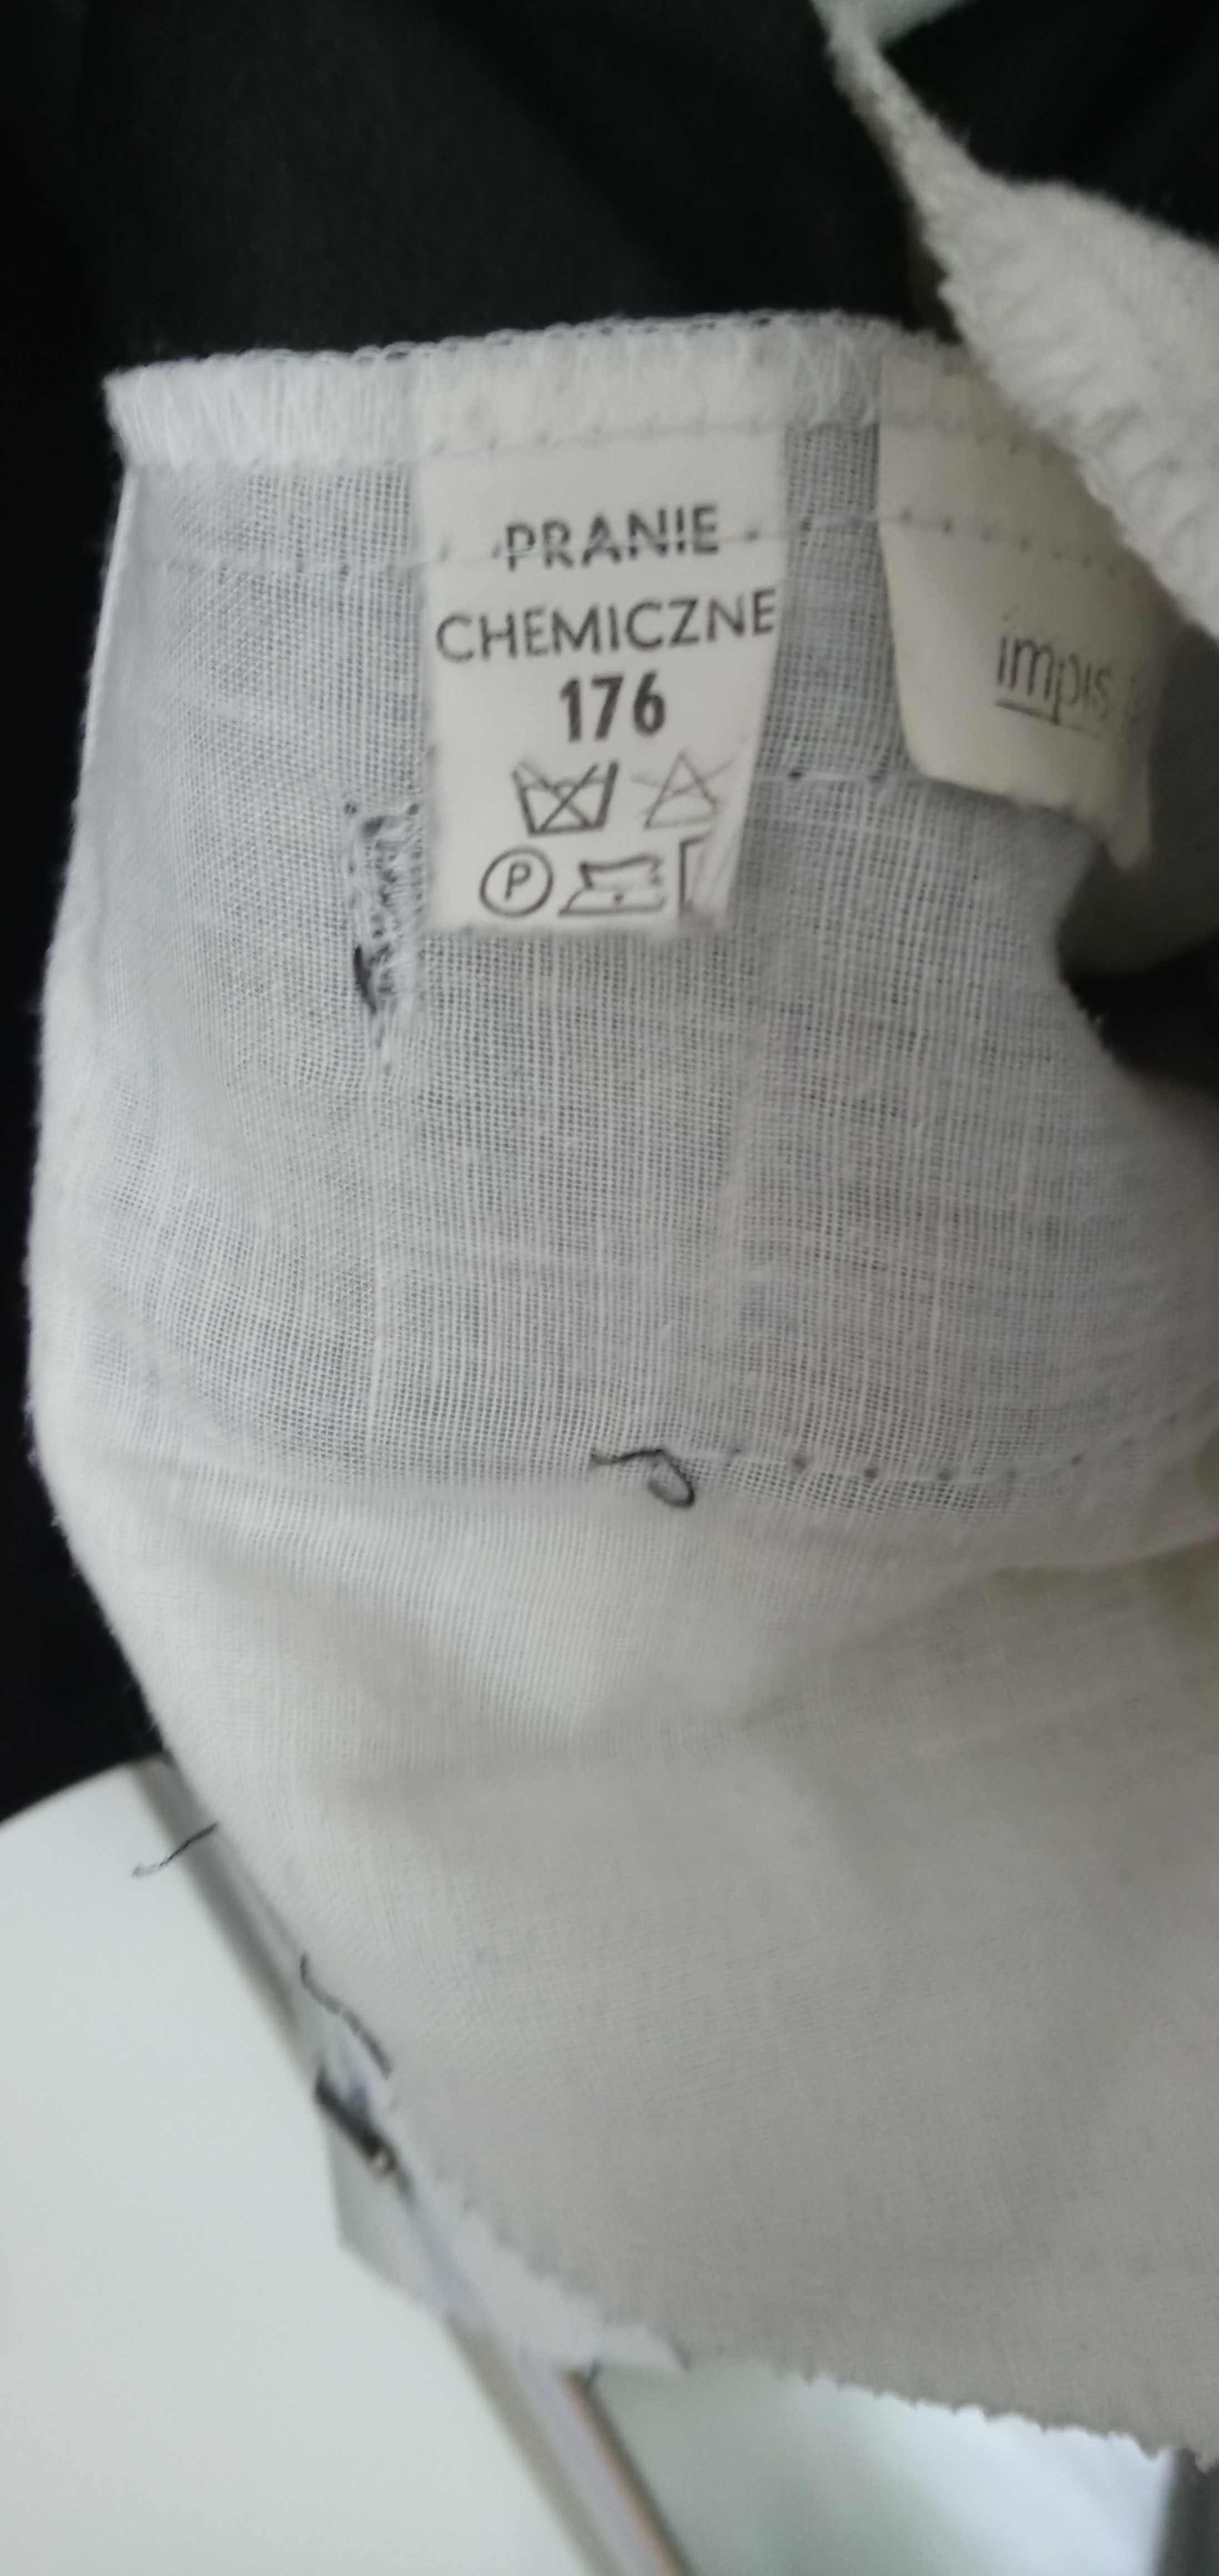 PRANIE
CHEMICZNE
176
P
impis